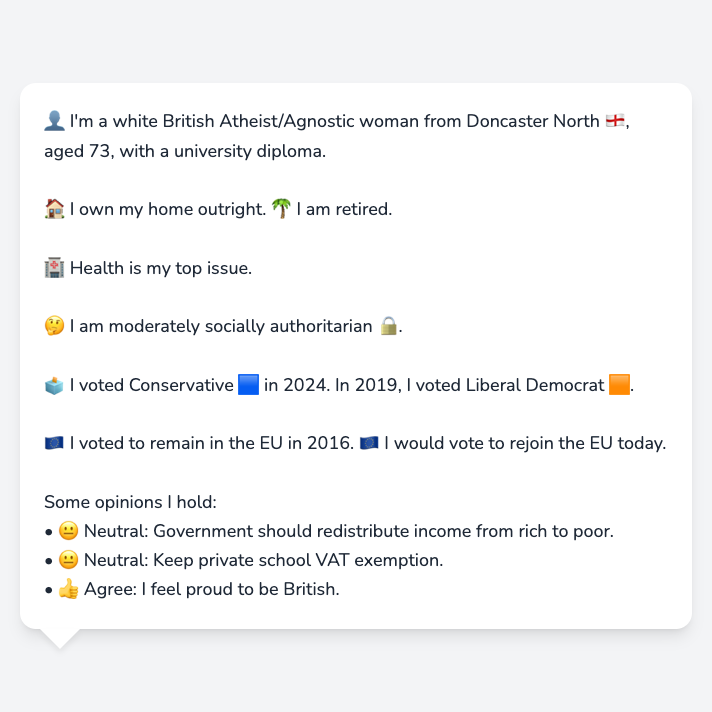 👤 I'm a white British Atheist/Agnostic woman from Doncaster North 🏴󠁧󠁢󠁥󠁮󠁧󠁿,
aged 73, with a university diploma.
🏠 I own my home outright. 🌴 I am retired.
🏥 Health is my top issue.
🤔 I am moderately socially authoritarian 🔒.
🗳️ I voted Conservative 🟦 in 2024. In 2019, I voted Liberal Democrat 🟧.
🇪🇺 I voted to remain in the EU in 2016. 🇪🇺 I would vote to rejoin the EU today.
Some opinions I hold:
• 😐 Neutral: Government should redistribute income from rich to poor.
• 😐 Neutral: Keep private school VAT exemption.
• 👍 Agree: I feel proud to be British.